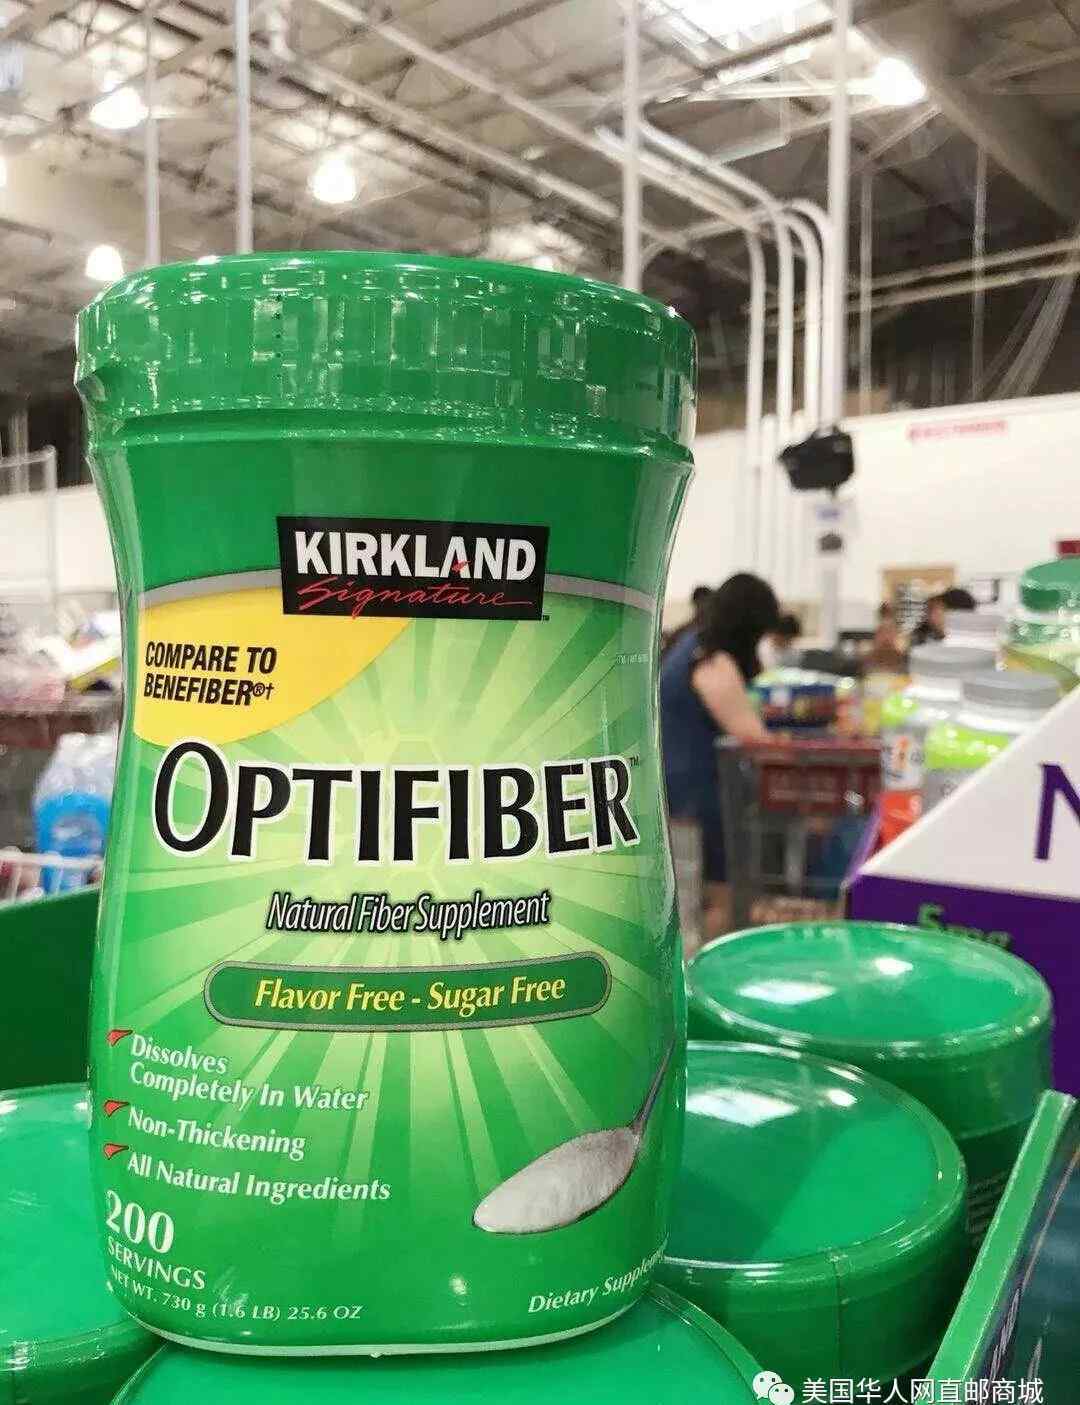 KIRKLAND
Signature™
COMPARE TO
BENEFIBER®†
OPTIFIBER™
Natural Fiber Supplement
Flavor Free - Sugar Free
Dissolves
Completely In Water
Non-Thickening
All Natural Ingredients
200
SERVINGS
NET WT. 730 g (1.6 LB) 25.6 OZ
Dietary Supplem
N
5mg
美国华人网直邮商城